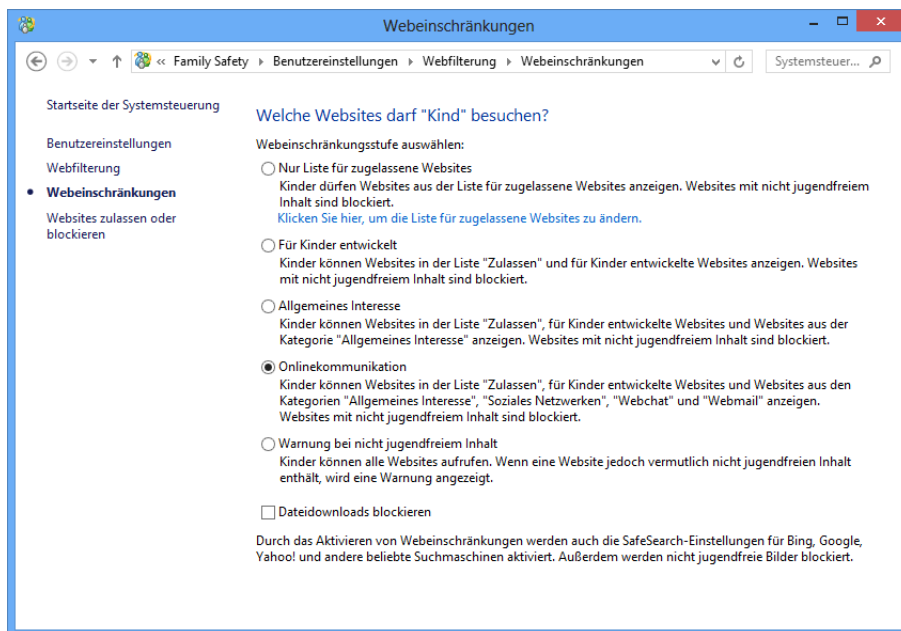 Webeinschränkungen
« Family Safety ▸ Benutzereinstellungen ▸ Webfilterung ▸ Webeinschränkungen
Systemsteuer...
Startseite der Systemsteuerung
Benutzereinstellungen
Webfilterung
• Webeinschränkungen
Websites zulassen oder
blockieren
Welche Websites darf "Kind" besuchen?
Webeinschränkungsstufe auswählen:
Nur Liste für zugelassene Websites
Kinder dürfen Websites aus der Liste für zugelassene Websites anzeigen. Websites mit nicht jugendfreiem
Inhalt sind blockiert.
Klicken Sie hier, um die Liste für zugelassene Websites zu ändern.
Für Kinder entwickelt
Kinder können Websites in der Liste "Zulassen" und für Kinder entwickelte Websites anzeigen. Websites
mit nicht jugendfreiem Inhalt sind blockiert.
Allgemeines Interesse
Kinder können Websites in der Liste "Zulassen", für Kinder entwickelte Websites und Websites aus der
Kategorie "Allgemeines Interesse" anzeigen. Websites mit nicht jugendfreiem Inhalt sind blockiert.
Onlinekommunikation
Kinder können Websites in der Liste "Zulassen", für Kinder entwickelte Websites und Websites aus den
Kategorien "Allgemeines Interesse", "Soziales Netzwerken", "Webchat" und "Webmail" anzeigen.
Websites mit nicht jugendfreiem Inhalt sind blockiert.
Warnung bei nicht jugendfreiem Inhalt
Kinder können alle Websites aufrufen. Wenn eine Website jedoch vermutlich nicht jugendfreien Inhalt
enthält, wird eine Warnung angezeigt.
Dateidownloads blockieren
Durch das Aktivieren von Webeinschränkungen werden auch die SafeSearch-Einstellungen für Bing, Google,
Yahoo! und andere beliebte Suchmaschinen aktiviert. Außerdem werden nicht jugendfreie Bilder blockiert.